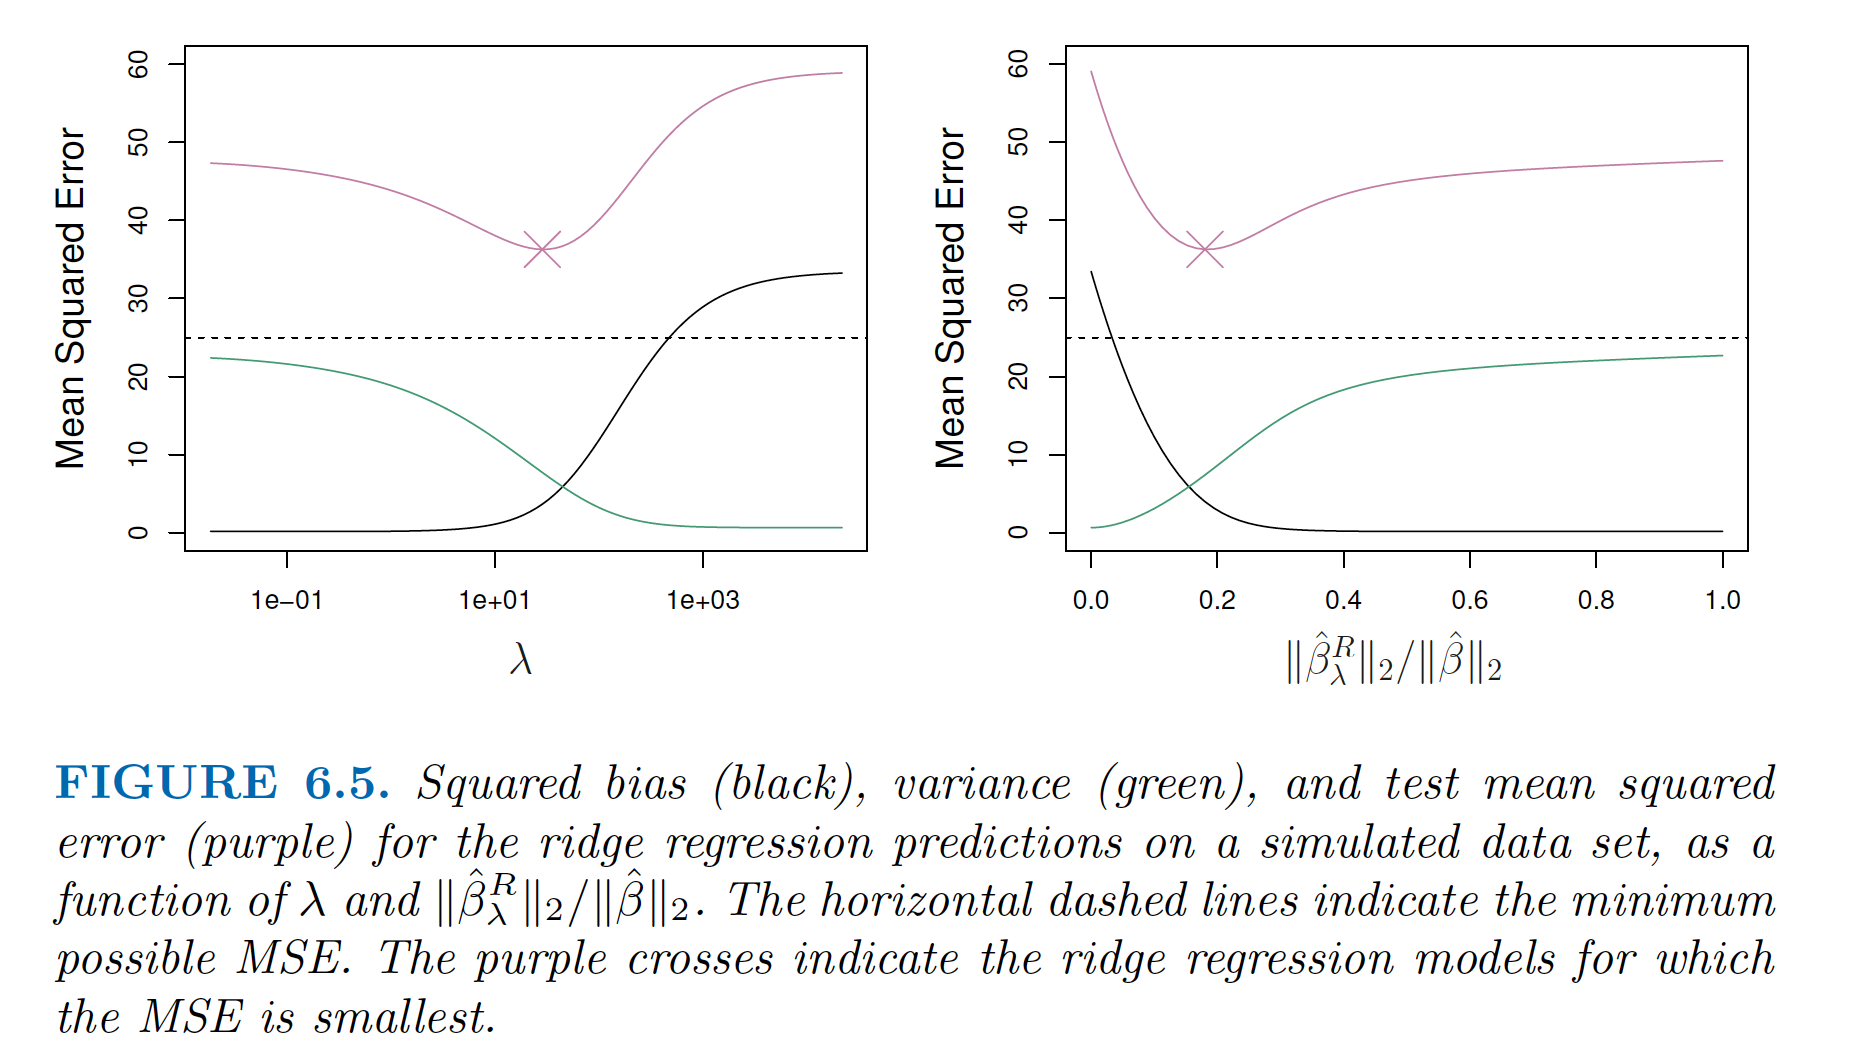 Mean Squared Error
0 10 20 30 40 50 60
1e−01 1e+01 1e+03
λ
Mean Squared Error
0 10 20 30 40 50 60
0.0 0.2 0.4 0.6 0.8 1.0
‖β̂λᴿ‖₂/‖β̂‖₂
FIGURE 6.5. Squared bias (black), variance (green), and test mean squared
error (purple) for the ridge regression predictions on a simulated data set, as a
function of λ and ‖β̂λᴿ‖₂/‖β̂‖₂. The horizontal dashed lines indicate the minimum
possible MSE. The purple crosses indicate the ridge regression models for which
the MSE is smallest.